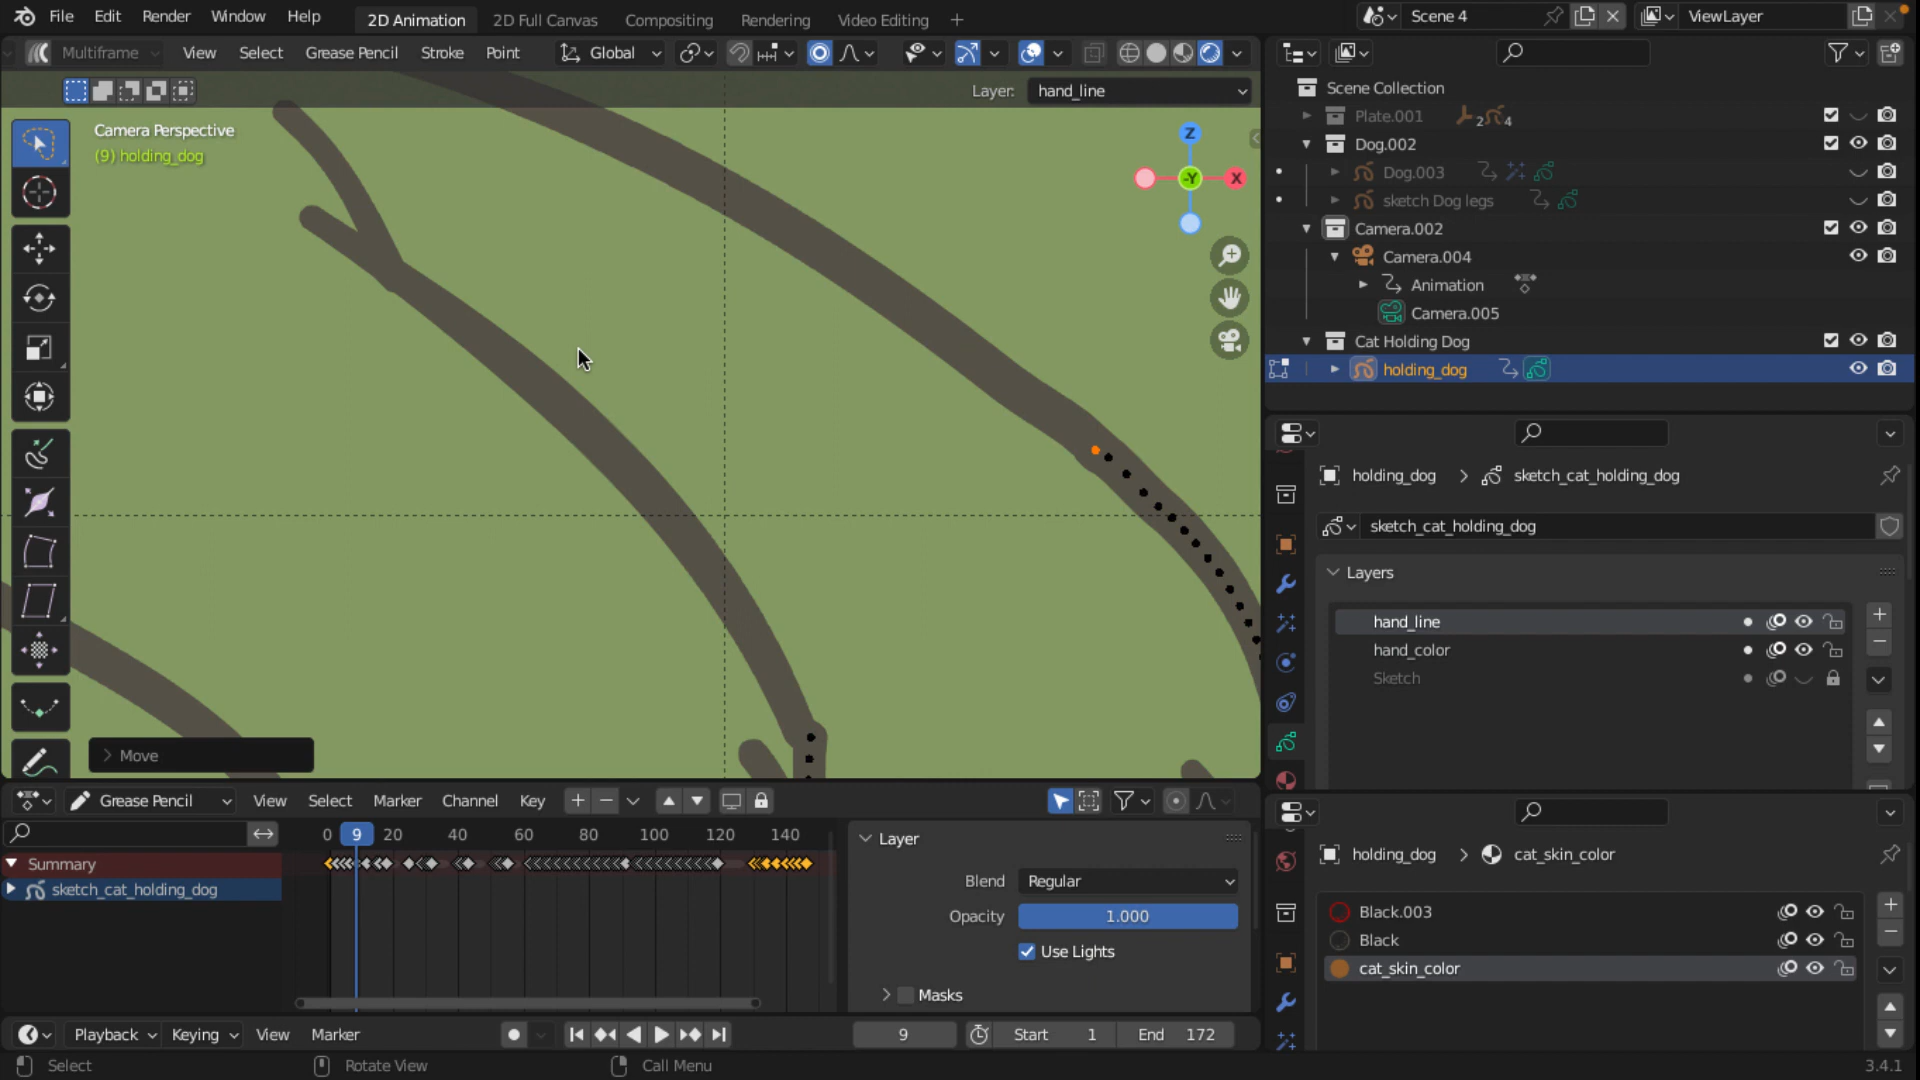 File Edit Render Window Help 2D Animation 2D Full Canvas Compositing Rendering Video Editing + Scene 4 ViewLayer
Multiframe View Select Grease Pencil Stroke Point Global
Layer: hand_line
Camera Perspective
(9) holding_dog
Z
-Y X
Move
Scene Collection
Plate.001 2 4
Dog.002
Dog.003
sketch Dog legs
Camera.002
Camera.004
Animation
Camera.005
Cat Holding Dog
holding_dog
holding_dog > sketch_cat_holding_dog
sketch_cat_holding_dog
Layers
hand_line
hand_color
Sketch
Grease Pencil View Select Marker Channel Key
0 9 20 40 60 80 100 120 140
Summary
sketch_cat_holding_dog
Layer
Blend Regular
Opacity 1.000
Use Lights
Masks
holding_dog > cat_skin_color
Black.003
Black
cat_skin_color
Playback Keying View Marker 9 Start 1 End 172
Select Rotate View Call Menu 3.4.1